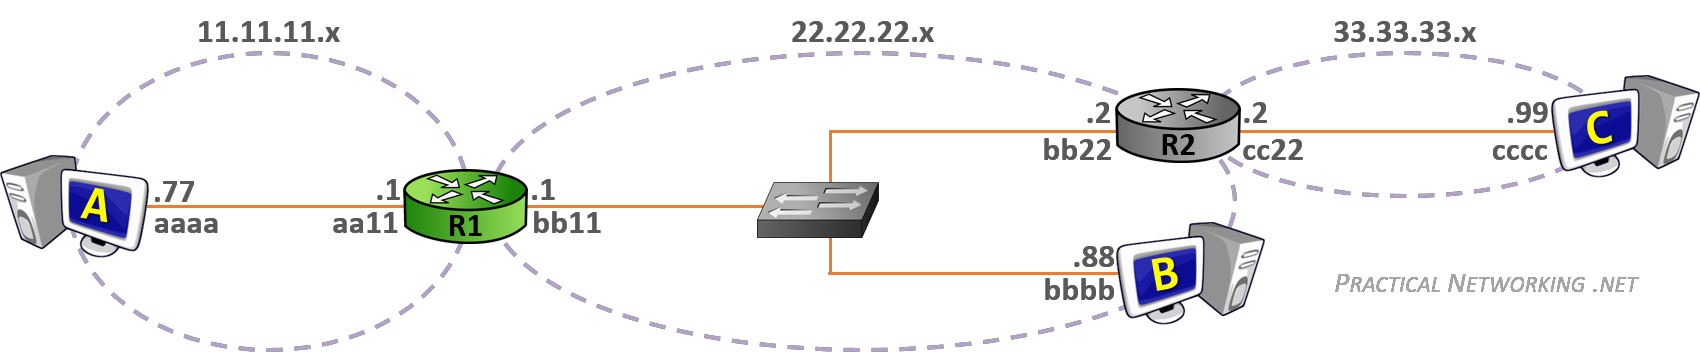 11.11.11.x
22.22.22.x
33.33.33.x
A
.77
aaaa
.1
aa11
R1
.1
bb11
.2
bb22
R2
.2
cc22
.99
cccc
C
.88
bbbb
B
PRACTICAL NETWORKING .NET